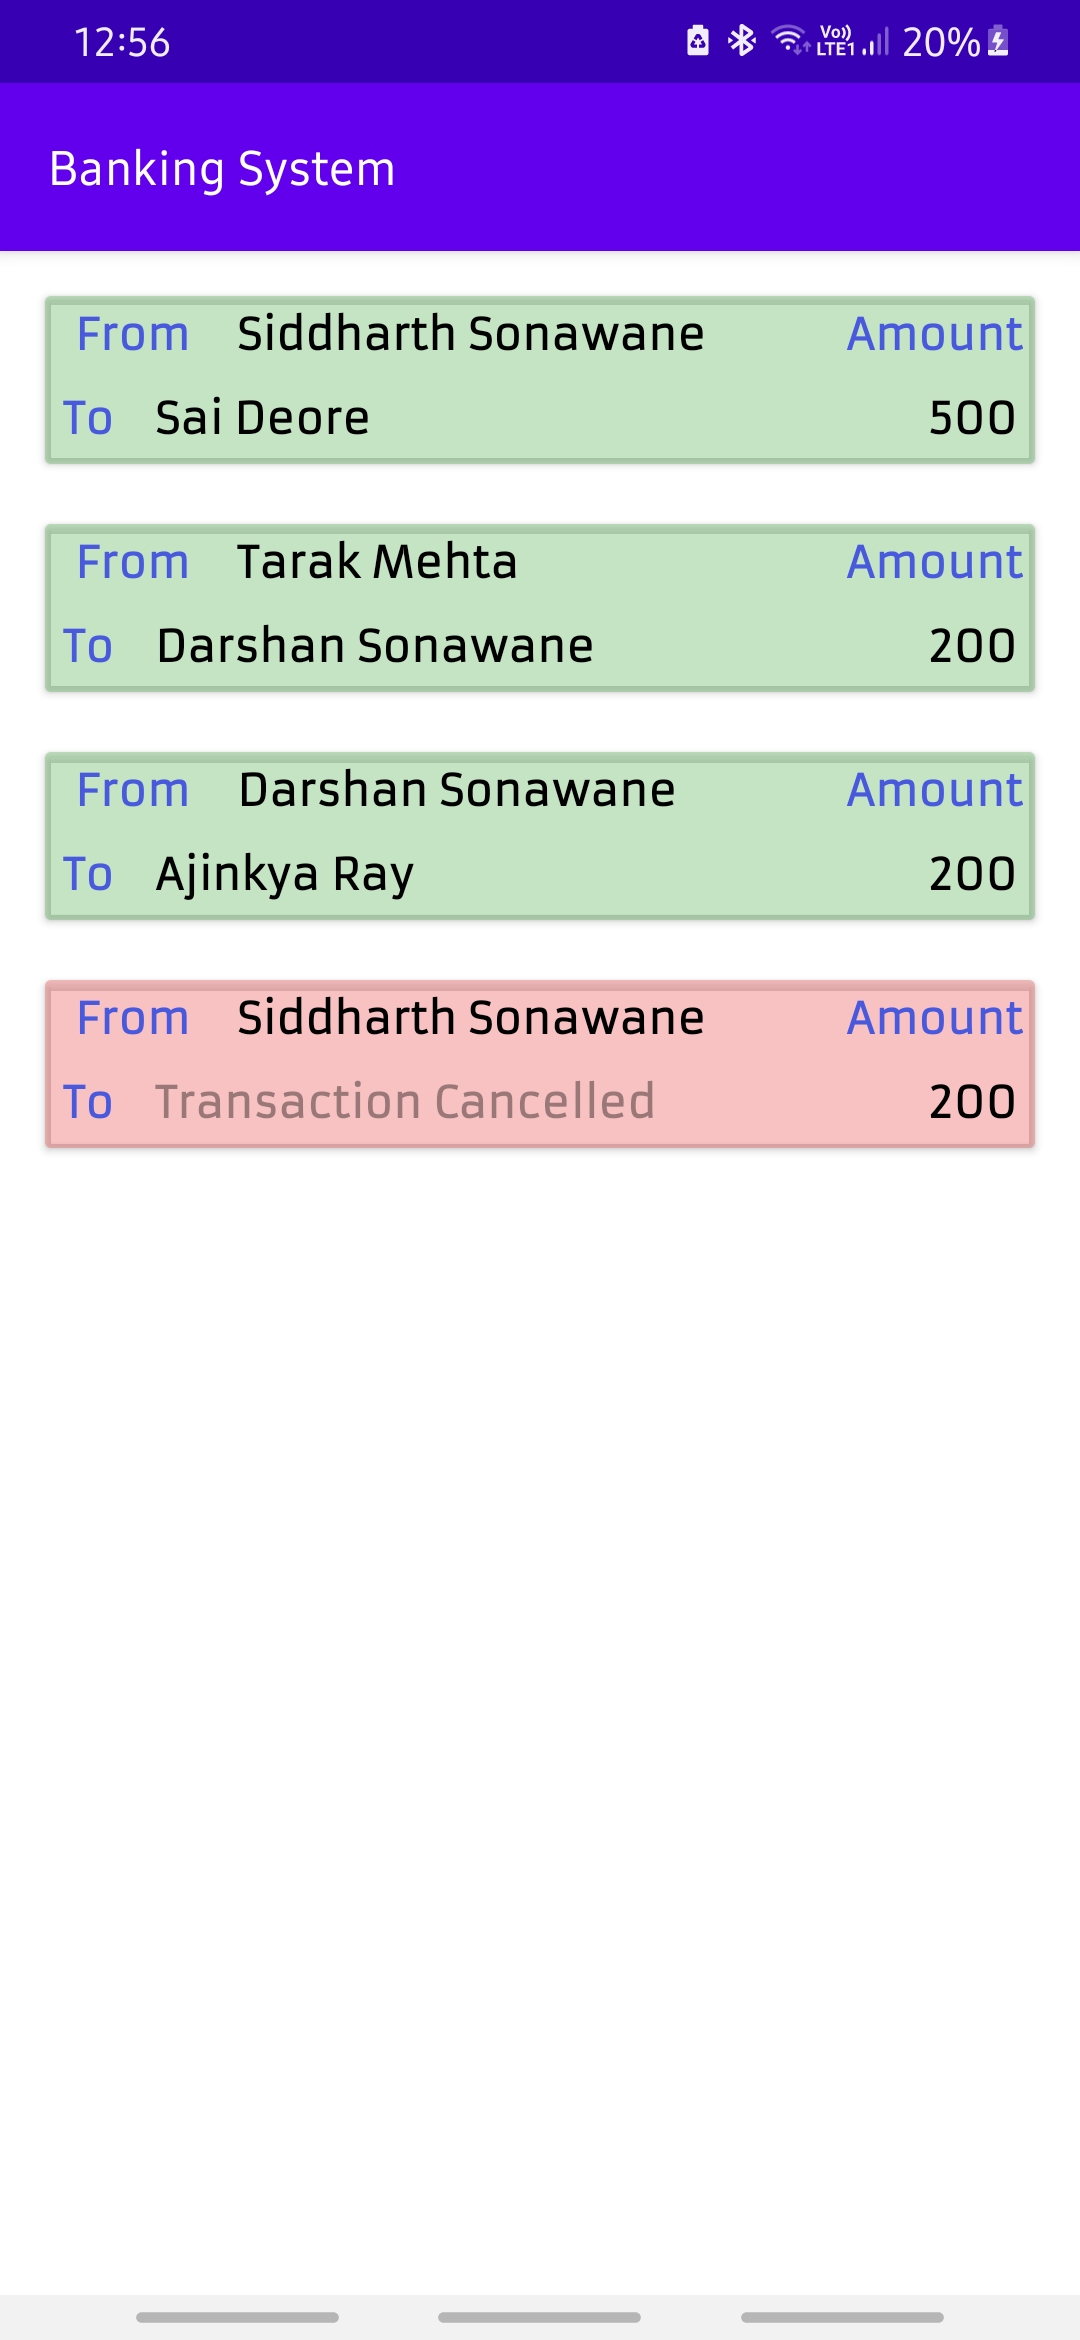 12:56 Vo)) LTE1 20%
Banking System
From Siddharth Sonawane Amount
To Sai Deore 500
From Tarak Mehta Amount
To Darshan Sonawane 200
From Darshan Sonawane Amount
To Ajinkya Ray 200
From Siddharth Sonawane Amount
To Transaction Cancelled 200